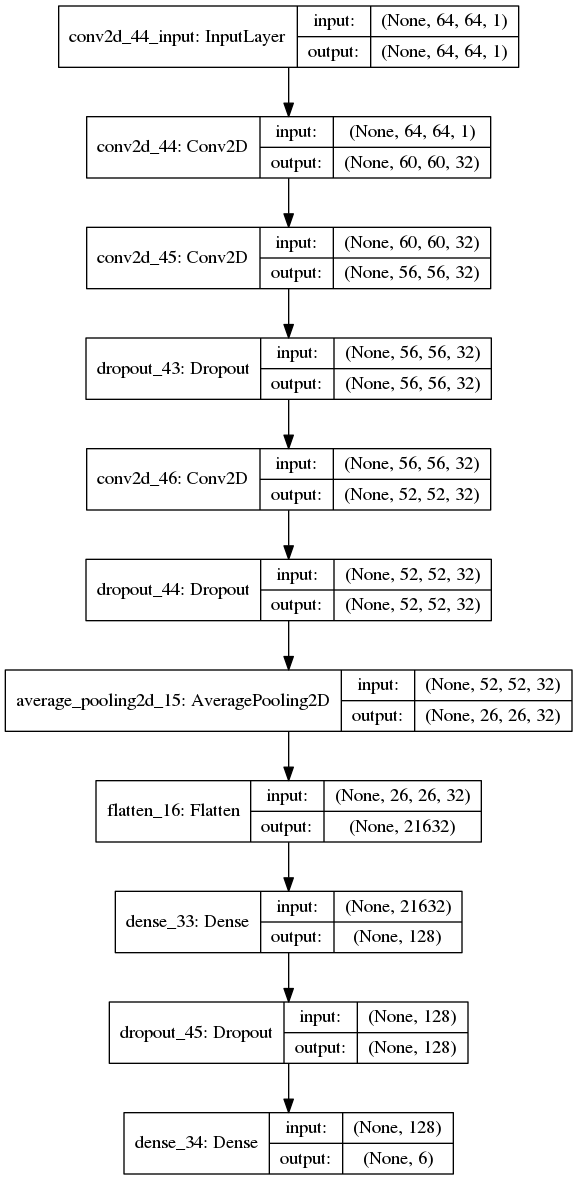 conv2d_44_input: InputLayer
input:
(None, 64, 64, 1)
output:
(None, 64, 64, 1)
conv2d_44: Conv2D
input:
(None, 64, 64, 1)
output:
(None, 60, 60, 32)
conv2d_45: Conv2D
input:
(None, 60, 60, 32)
output:
(None, 56, 56, 32)
dropout_43: Dropout
input:
(None, 56, 56, 32)
output:
(None, 56, 56, 32)
conv2d_46: Conv2D
input:
(None, 56, 56, 32)
output:
(None, 52, 52, 32)
dropout_44: Dropout
input:
(None, 52, 52, 32)
output:
(None, 52, 52, 32)
average_pooling2d_15: AveragePooling2D
input:
(None, 52, 52, 32)
output:
(None, 26, 26, 32)
flatten_16: Flatten
input:
(None, 26, 26, 32)
output:
(None, 21632)
dense_33: Dense
input:
(None, 21632)
output:
(None, 128)
dropout_45: Dropout
input:
(None, 128)
output:
(None, 128)
dense_34: Dense
input:
(None, 128)
output:
(None, 6)